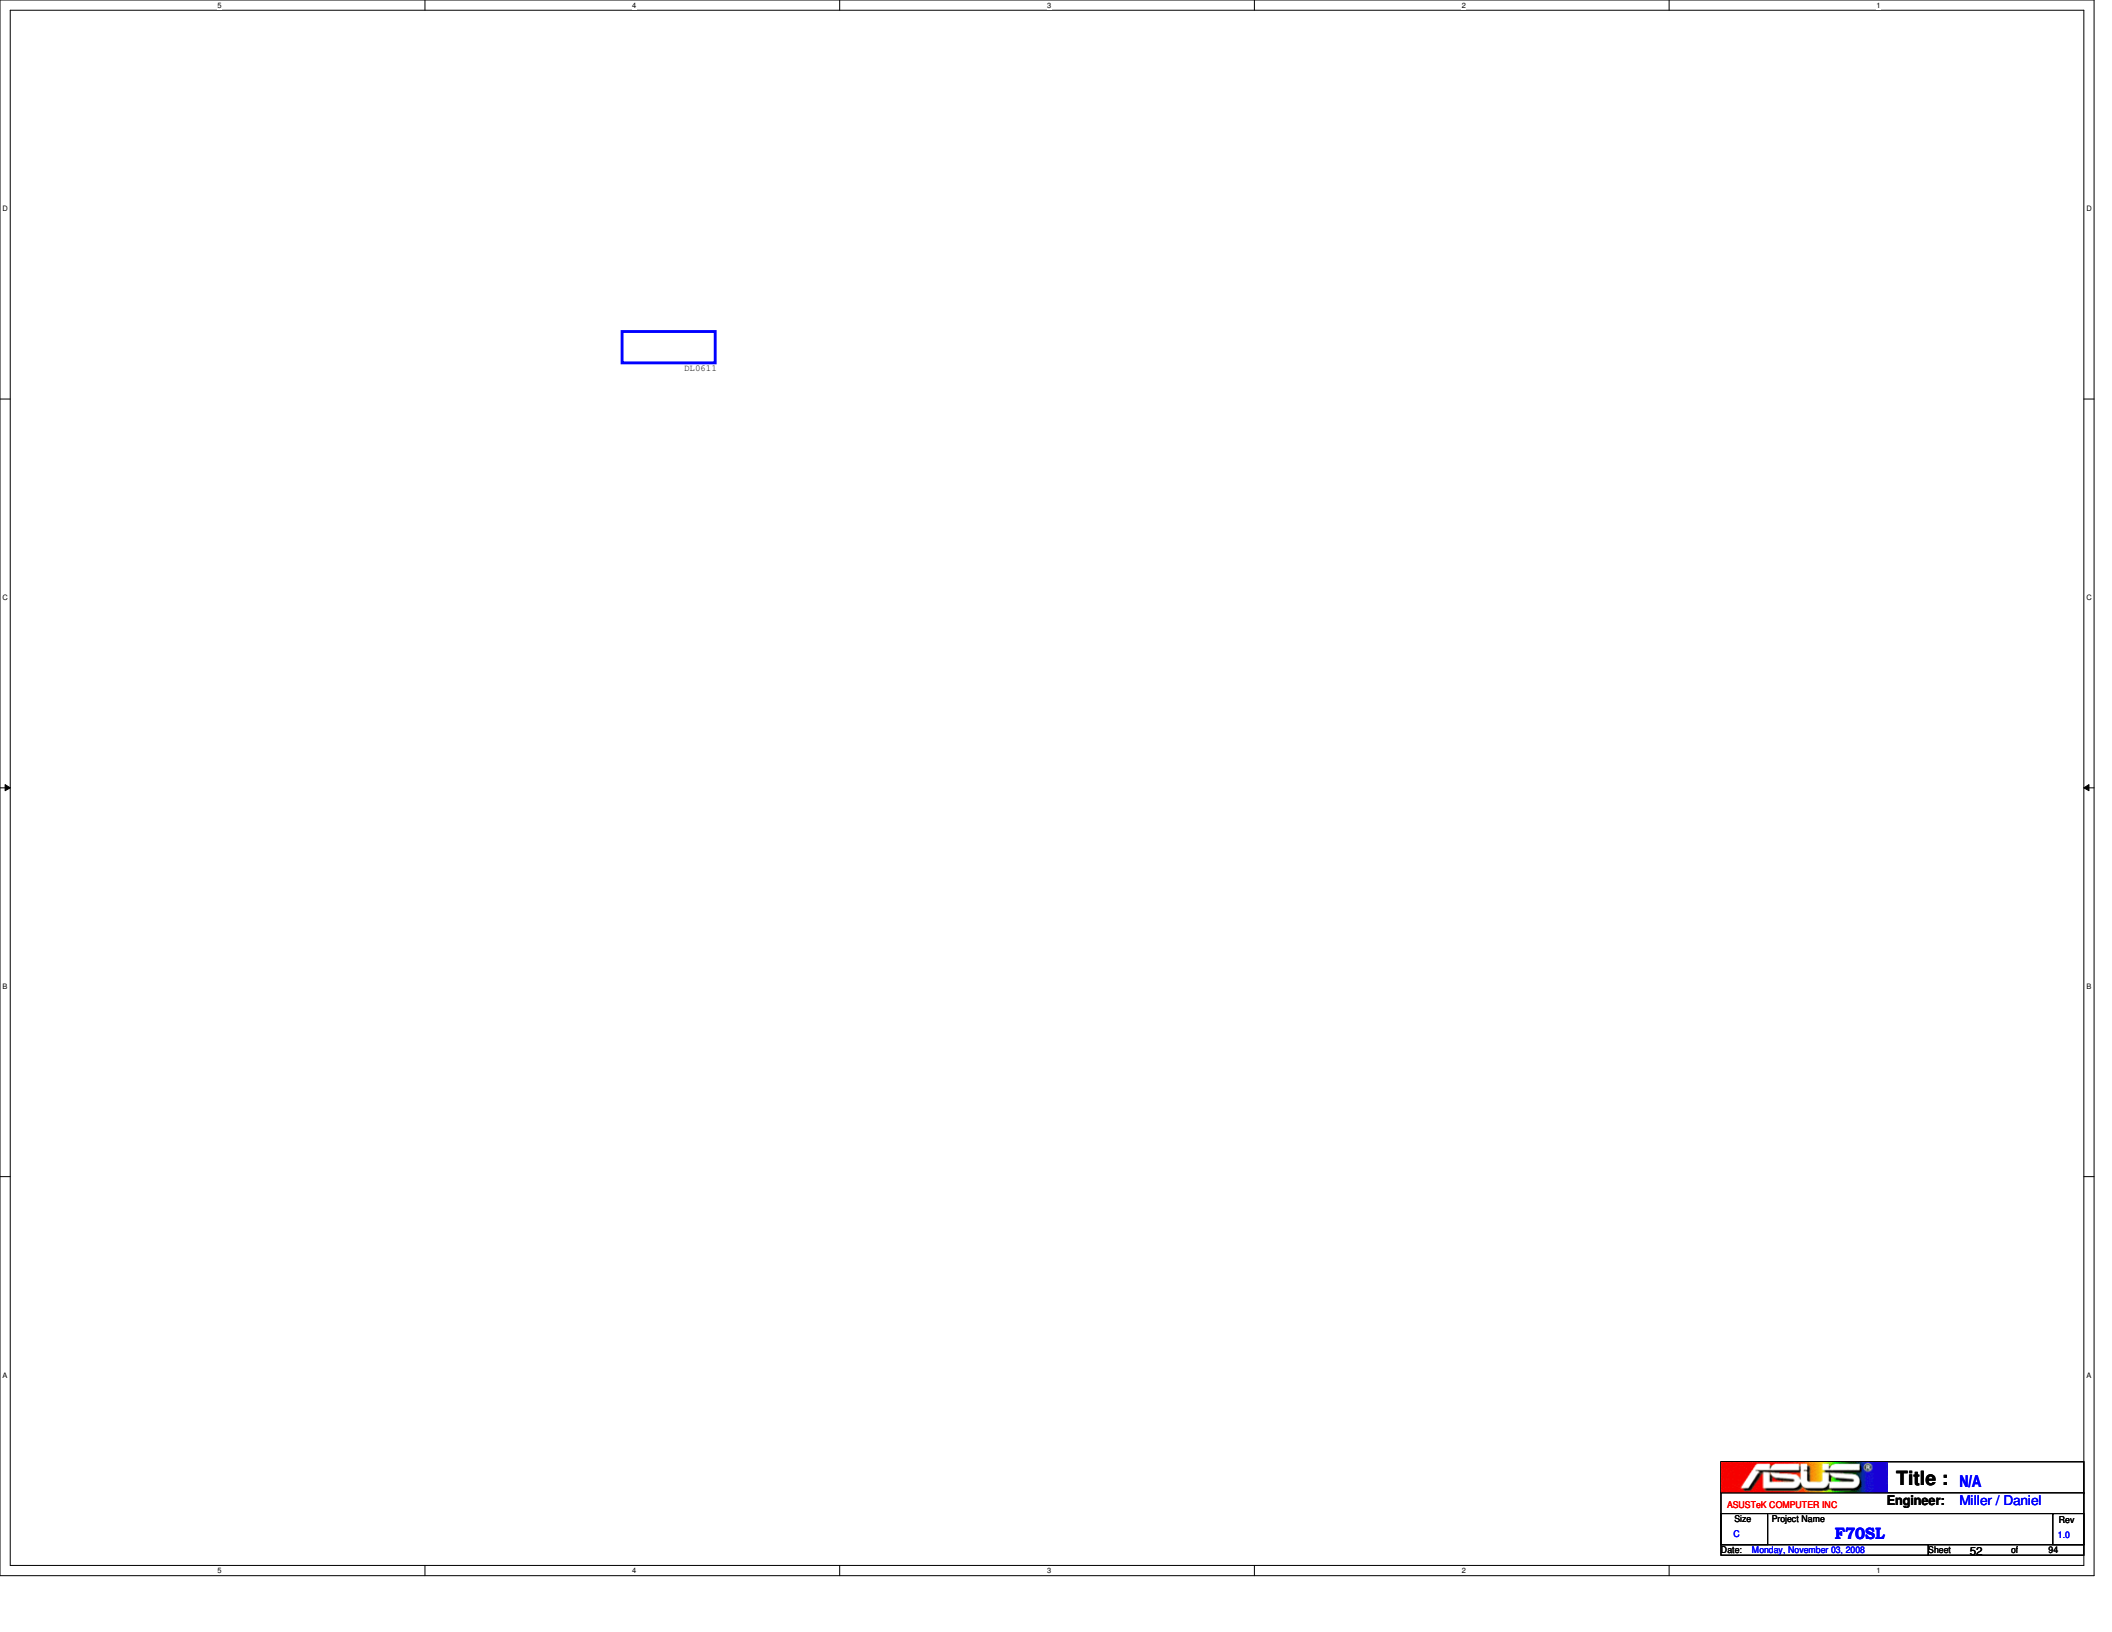 5 4 3 2 1
D D
DL0611
C C
B B
A A
ASUS®
Title : N/A
ASUSTeK COMPUTER INC
Engineer: Miller / Daniel
Size Project Name Rev
C F70SL 1.0
Date: Monday, November 03, 2008 Sheet 52 of 94
5 4 3 2 1